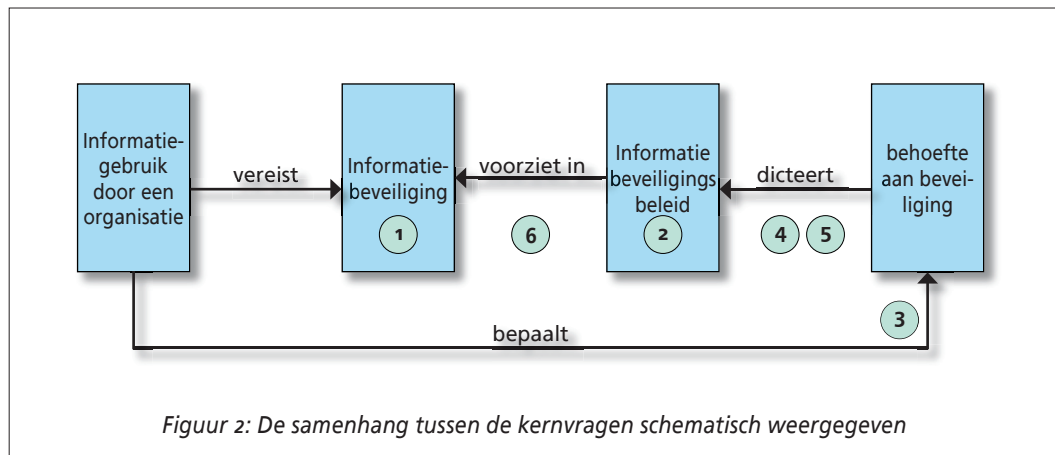 Informatie-
gebruik
door een
organisatie
vereist
Informatie-
beveiliging
1
voorziet in
6
Informatie
beveiligings
beleid
2
dicteert
4 5
behoefte
aan bevei-
liging
3
bepaalt
Figuur 2: De samenhang tussen de kernvragen schematisch weergegeven